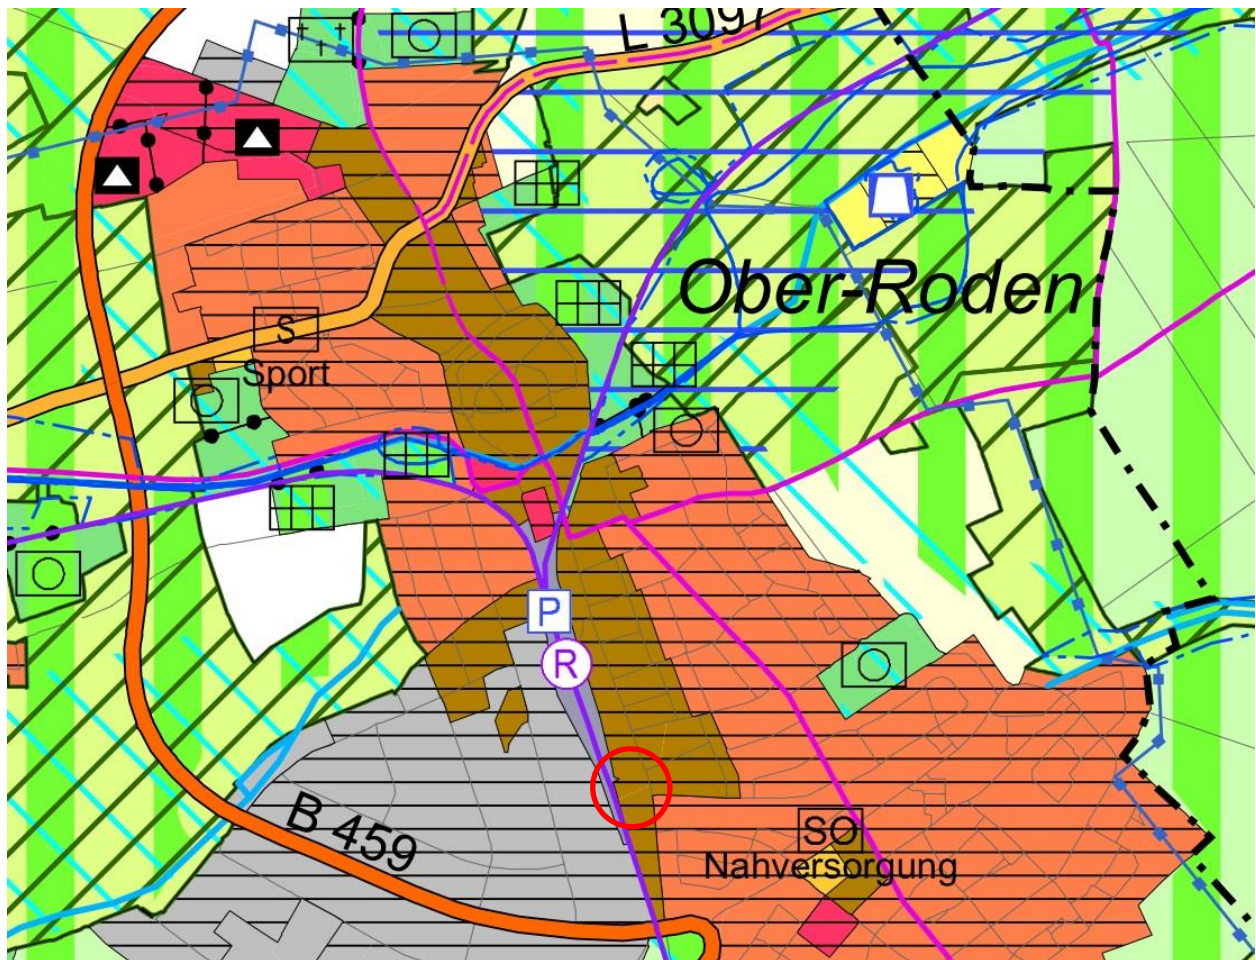 L 3097
Ober-Roden
S
Sport
P
R
B 459
SO
Nahversorgung